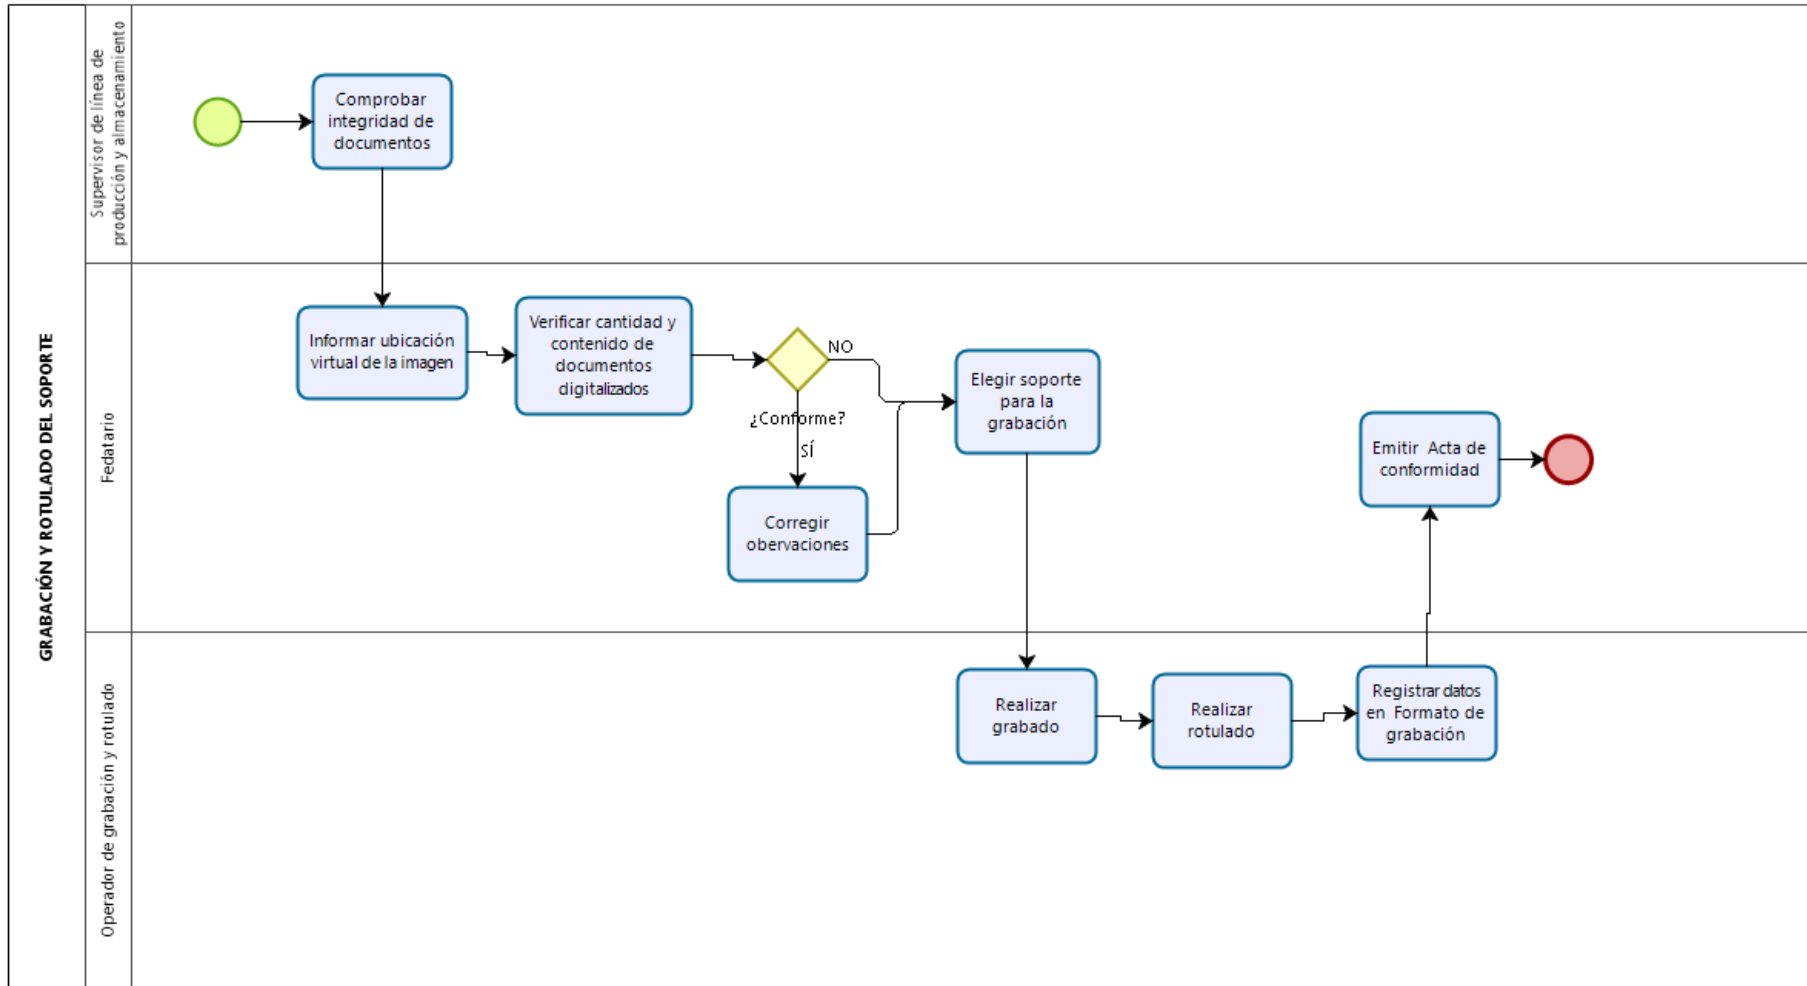 GRABACIÓN Y ROTULADO DEL SOPORTE
Supervisor de línea de
producción y almacenamiento
Comprobar
integridad de
documentos
Fedatario
Informar ubicación
virtual de la imagen
Verificar cantidad y
contenido de
documentos
digitalizados
NO
¿Conforme?
SÍ
Corregir
obervaciones
Elegir soporte
para la
grabación
Emitir Acta de
conformidad
Operador de grabación y rotulado
Realizar
grabado
Realizar
rotulado
Registrar datos
en Formato de
grabación